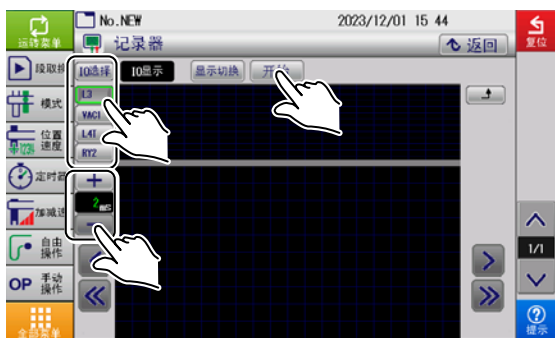 No.NEW
2023/12/01 15 44
运转菜单
记录器
返回
复位
段取
IO选择
IO显示
显示切换
开
模式
L3
VAC1
L4T
RY2
位置
速度
定时器
2 mS
加减速
自由
操作
1/1
OP 手动
操作
全部菜单
提示